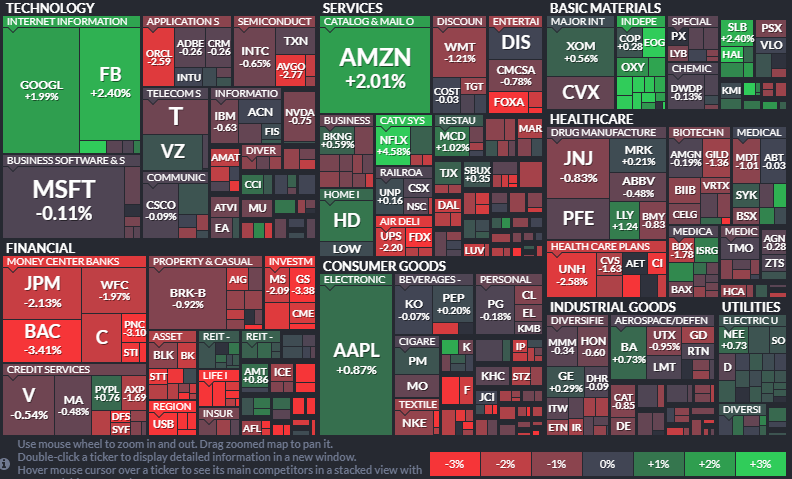 TECHNOLOGY
INTERNET INFORMATION
GOOGL
+1.99%
FB
+2.40%
APPLICATION S
ORCL
-2.59
ADBE
-0.26
CRM
-0.26
INTU
SEMICONDUCT
INTC
-0.65%
TXN
AVGO
-2.77
TELECOM S
T
VZ
INFORMATIO
IBM
-0.63
ACN
FIS
NVDA
-0.75
AMAT
DIVER
CCI
BUSINESS SOFTWARE & S
MSFT
-0.11%
COMMUNIC
CSCO
-0.09%
ATVI
EA
MU
FINANCIAL
MONEY CENTER BANKS
JPM
-2.13%
WFC
-1.97%
BAC
-3.41%
C
PNC
-3.10
STI
PROPERTY & CASUAL
BRK-B
-0.92%
AIG
INVESTM
MS
-2.09
GS
-3.38
CME
CREDIT SERVICES
V
-0.54%
MA
-0.48%
PYPL
+0.76
AXP
-1.69
DFS
SYF
ASSET
BLK
BK
STT
REGION
USB
REIT -
REIT -
LIFE I
INSUR
AMT
+0.86
ICE
AFL
SERVICES
CATALOG & MAIL O
AMZN
+2.01%
DISCOUN
WMT
-1.21%
COST
-0.03
TGT
ENTERTAI
DIS
CMCSA
-0.78%
FOXA
BUSINESS
BKNG
+0.59%
CATV SYS
NFLX
+4.58%
RESTAU
MCD
+1.02%
MAR
HOME I
HD
LOW
RAILROA
UNP
+0.16
CSX
NSC
AIR DELI
UPS
-2.20
FDX
TJX
SBUX
+0.35
DAL
LUV
CONSUMER GOODS
ELECTRONIC
AAPL
+0.87%
BEVERAGES -
KO
-0.07%
PEP
+0.20%
PERSONAL
PG
-0.18%
CL
EL
KMB
CIGARE
PM
MO
K
IP
F
KHC
STZ
JCI
TEXTILE
NKE
BASIC MATERIALS
MAJOR INT
XOM
+0.56%
CVX
INDEPE
COP
+0.28
EOG
OXY
SPECIAL
PX
LYB
CHEMIC
DWDP
-0.13%
SLB
+2.40%
HAL
KMI
PSX
VLO
HEALTHCARE
DRUG MANUFACTURE
JNJ
-0.83%
PFE
MRK
+0.21%
ABBV
-0.48%
LLY
+1.24
BMY
-0.83
BIOTECHN
AMGN
-0.19%
GILD
-1.36
BIIB
VRTX
CELG
MEDICAL
MDT
-1.01
ABT
-0.03
SYK
BSX
HEALTH CARE PLANS
UNH
-2.58%
CVS
-1.63
AET
CI
MEDICA
BDX
-1.78
ISRG
BAX
MEDIC
TMO
AGN
-0.28
ZTS
HCA
INDUSTRIAL GOODS
DIVERSIFIE
MMM
-0.34
HON
-0.60
GE
+0.29%
DHR
-0.09
ITW
ETN
IR
AEROSPACE/DEFEN
BA
+0.73%
UTX
-0.95%
GD
RTN
LMT
CAT
-0.85
DE
UTILITIES
ELECTRIC U
NEE
+0.73
SO
D
DIVERSI
Use mouse wheel to zoom in and out. Drag zoomed map to pan it.
Double-click a ticker to display detailed information in a new window.
Hover mouse cursor over a ticker to see its main competitors in a stacked view with
-3% -2% -1% 0% +1% +2% +3%